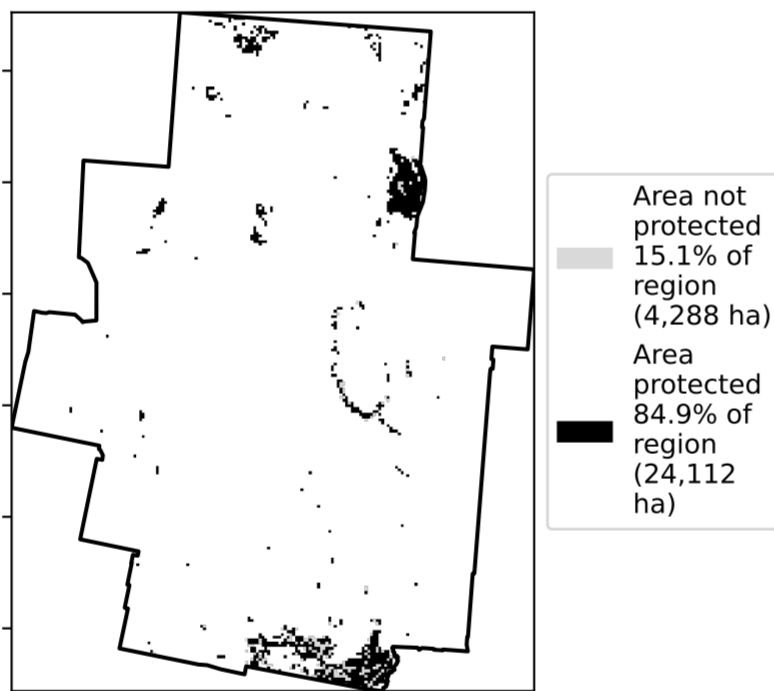 Area not
protected
15.1% of
region
(4,288 ha)
Area
protected
84.9% of
region
(24,112
ha)